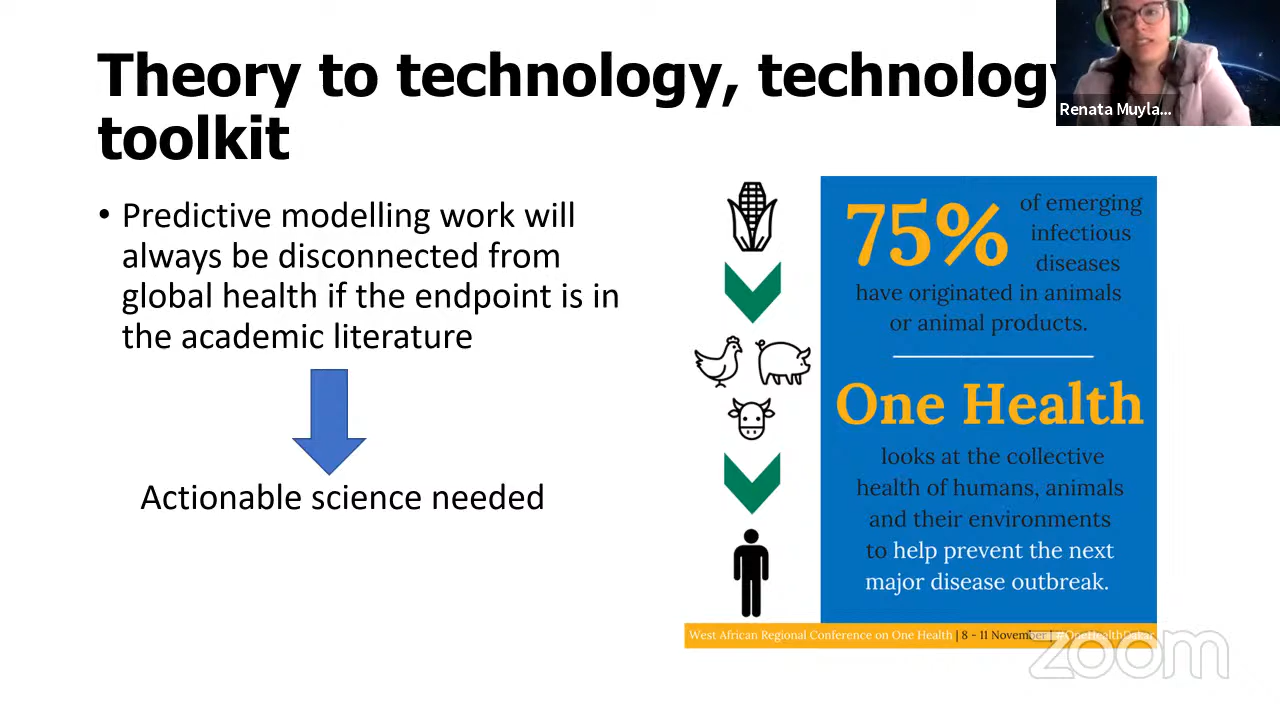 Theory to technology, technology
toolkit
Renata Muyla...
• Predictive modelling work will
always be disconnected from
global health if the endpoint is in
the academic literature
Actionable science needed
75%
of emerging
infectious
diseases
have originated in animals
or animal products.
One Health
looks at the collective
health of humans, animals
and their environments
to help prevent the next
major disease outbreak.
West African Regional Conference on One Health | 8 - 11 November | #OneHealthDakar
zoom